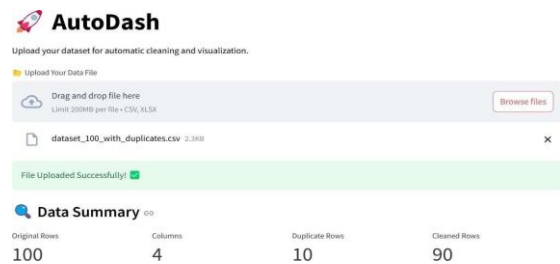 AutoDash
Upload your dataset for automatic cleaning and visualization.
Upload Your Data File
Drag and drop file here
Limit 200MB per file • CSV, XLSX
Browse files
dataset_100_with_duplicates.csv 2.3KB
File Uploaded Successfully! ✅
Data Summary
Original Rows Columns Duplicate Rows Cleaned Rows
100 4 10 90